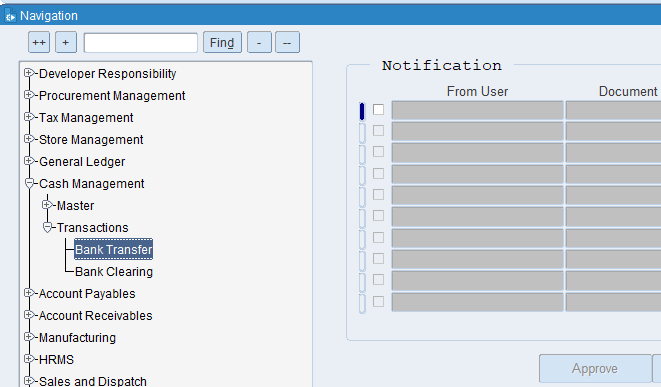 Navigation
++ + Find - --
Developer Responsibility
Procurement Management
Tax Management
Store Management
General Ledger
Cash Management
Master
Transactions
Bank Transfer
Bank Clearing
Account Payables
Account Receivables
Manufacturing
HRMS
Sales and Dispatch
Notification
From User Document
Approve